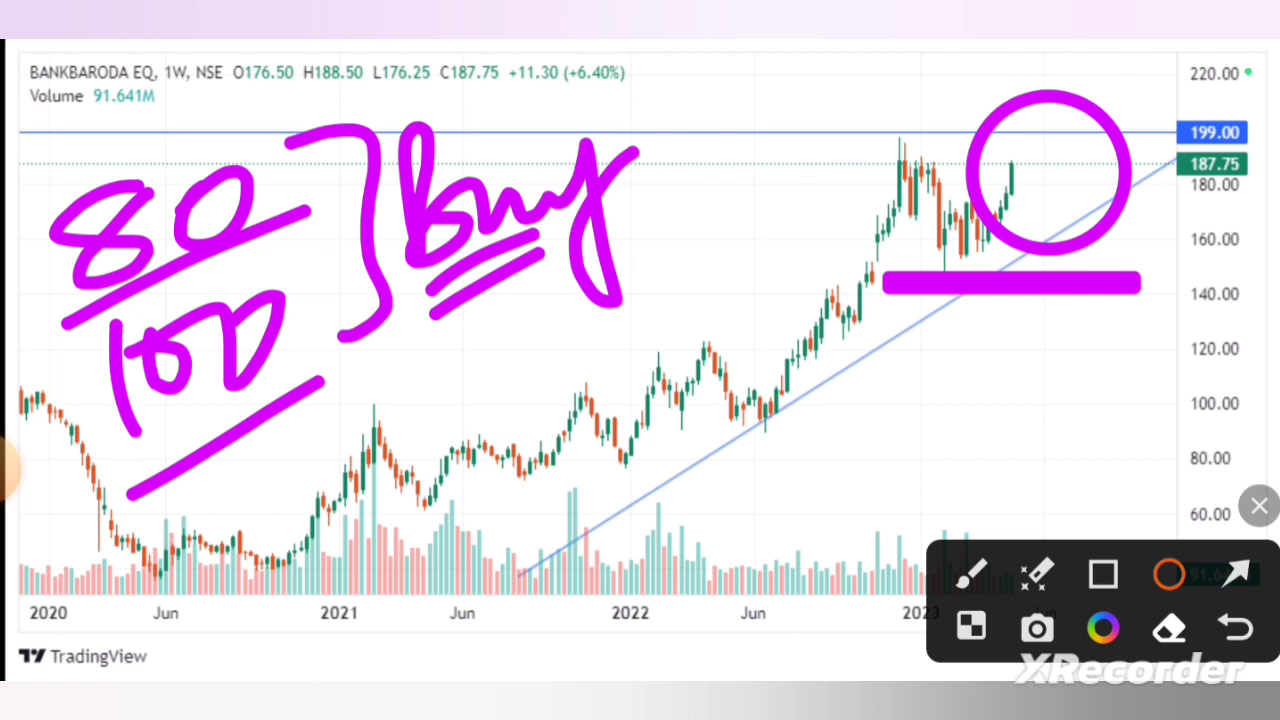 BANKBARODA EQ, 1W, NSE O176.50 H188.50 L176.25 C187.75 +11.30 (+6.40%)
Volume 91.641M
220.00
199.00
187.75
180.00
160.00
140.00
120.00
100.00
80.00
60.00
80
100
Buy
2020 Jun 2021 Jun 2022 Jun 2023
TradingView
XRecorder